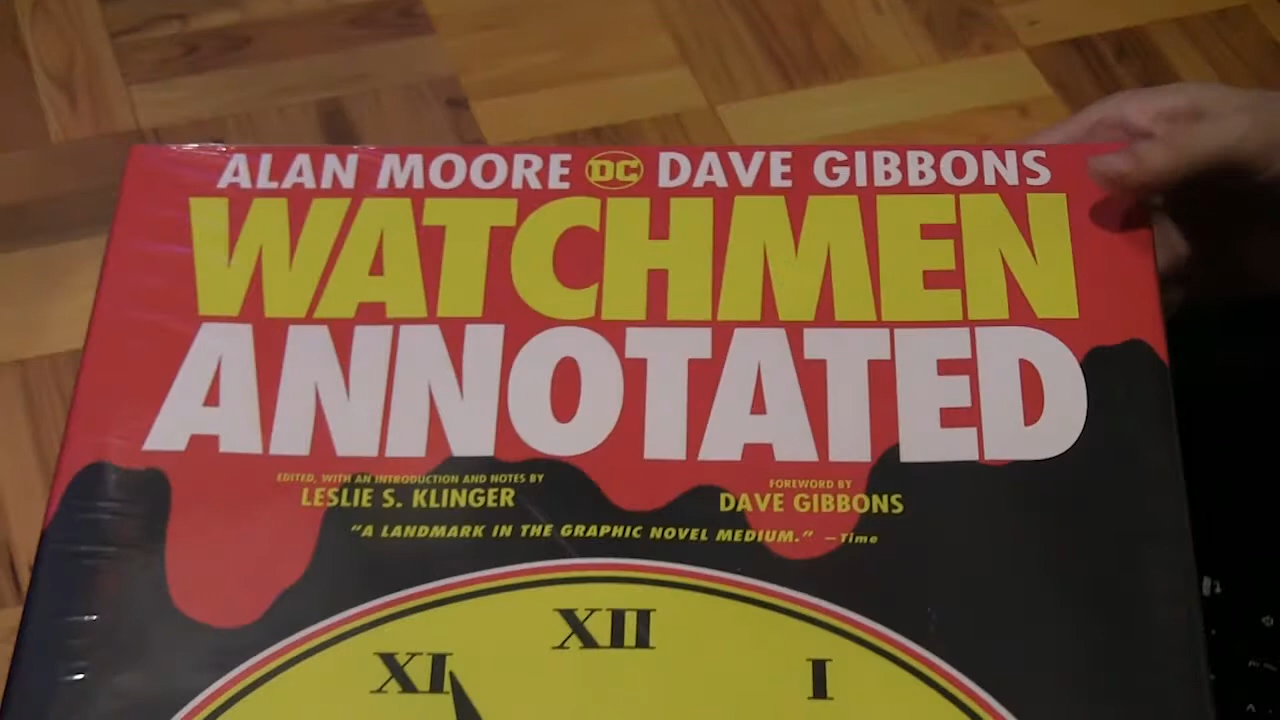 ALAN MOORE DC DAVE GIBBONS
WATCHMEN
ANNOTATED
EDITED, WITH AN INTRODUCTION AND NOTES BY
LESLIE S. KLINGER
FOREWORD BY
DAVE GIBBONS
“A LANDMARK IN THE GRAPHIC NOVEL MEDIUM.” —Time
XII
XI I